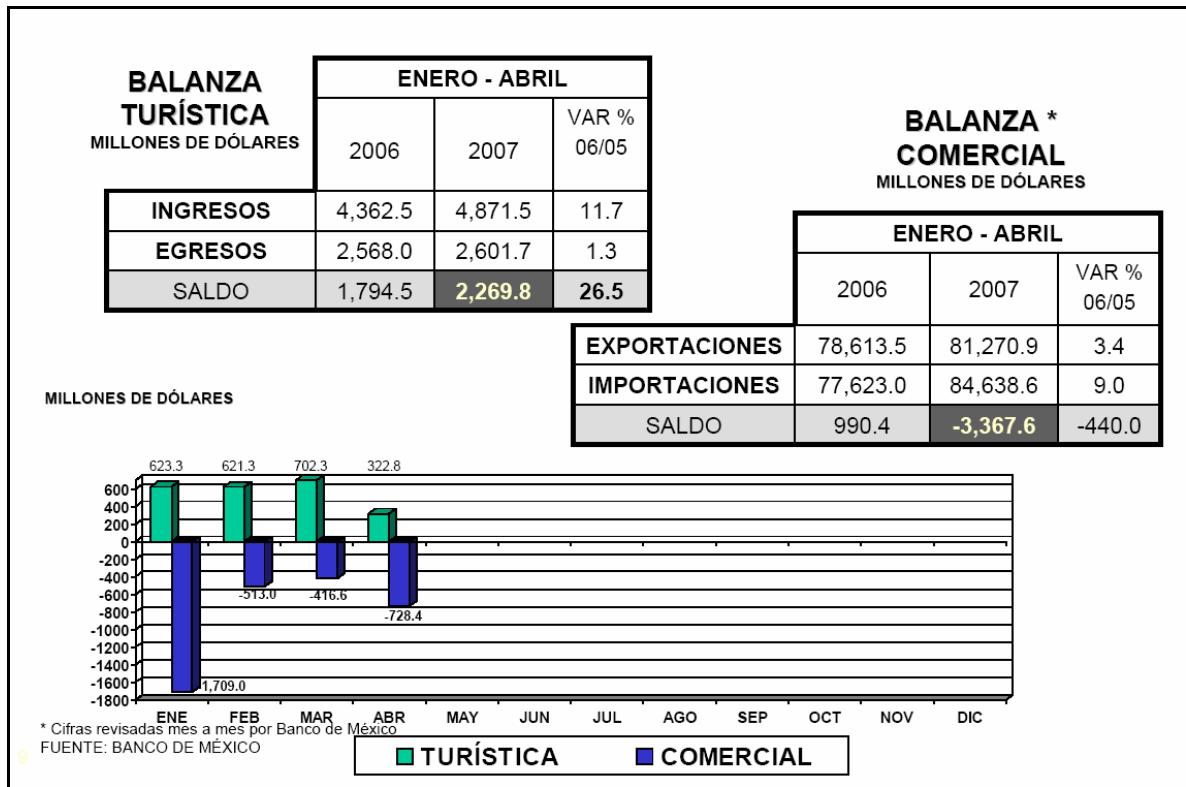 BALANZA
TURÍSTICA
MILLONES DE DÓLARES
ENERO - ABRIL
2006 2007 VAR %
06/05
INGRESOS 4,362.5 4,871.5 11.7
EGRESOS 2,568.0 2,601.7 1.3
SALDO 1,794.5 2,269.8 26.5
BALANZA *
COMERCIAL
MILLONES DE DÓLARES
ENERO - ABRIL
2006 2007 VAR %
06/05
EXPORTACIONES 78,613.5 81,270.9 3.4
IMPORTACIONES 77,623.0 84,638.6 9.0
SALDO 990.4 -3,367.6 -440.0
MILLONES DE DÓLARES
623.3 621.3 702.3 322.8
600
400
200
0
-200
-400
-600
-800
-1000
-1200
-1400
-1600
-1800
-513.0 -416.6
-728.4
-1,709.0
ENE FEB MAR ABR MAY JUN JUL AGO SEP OCT NOV DIC
* Cifras revisadas mes a mes por Banco de México
FUENTE: BANCO DE MÉXICO
TURÍSTICA COMERCIAL
9